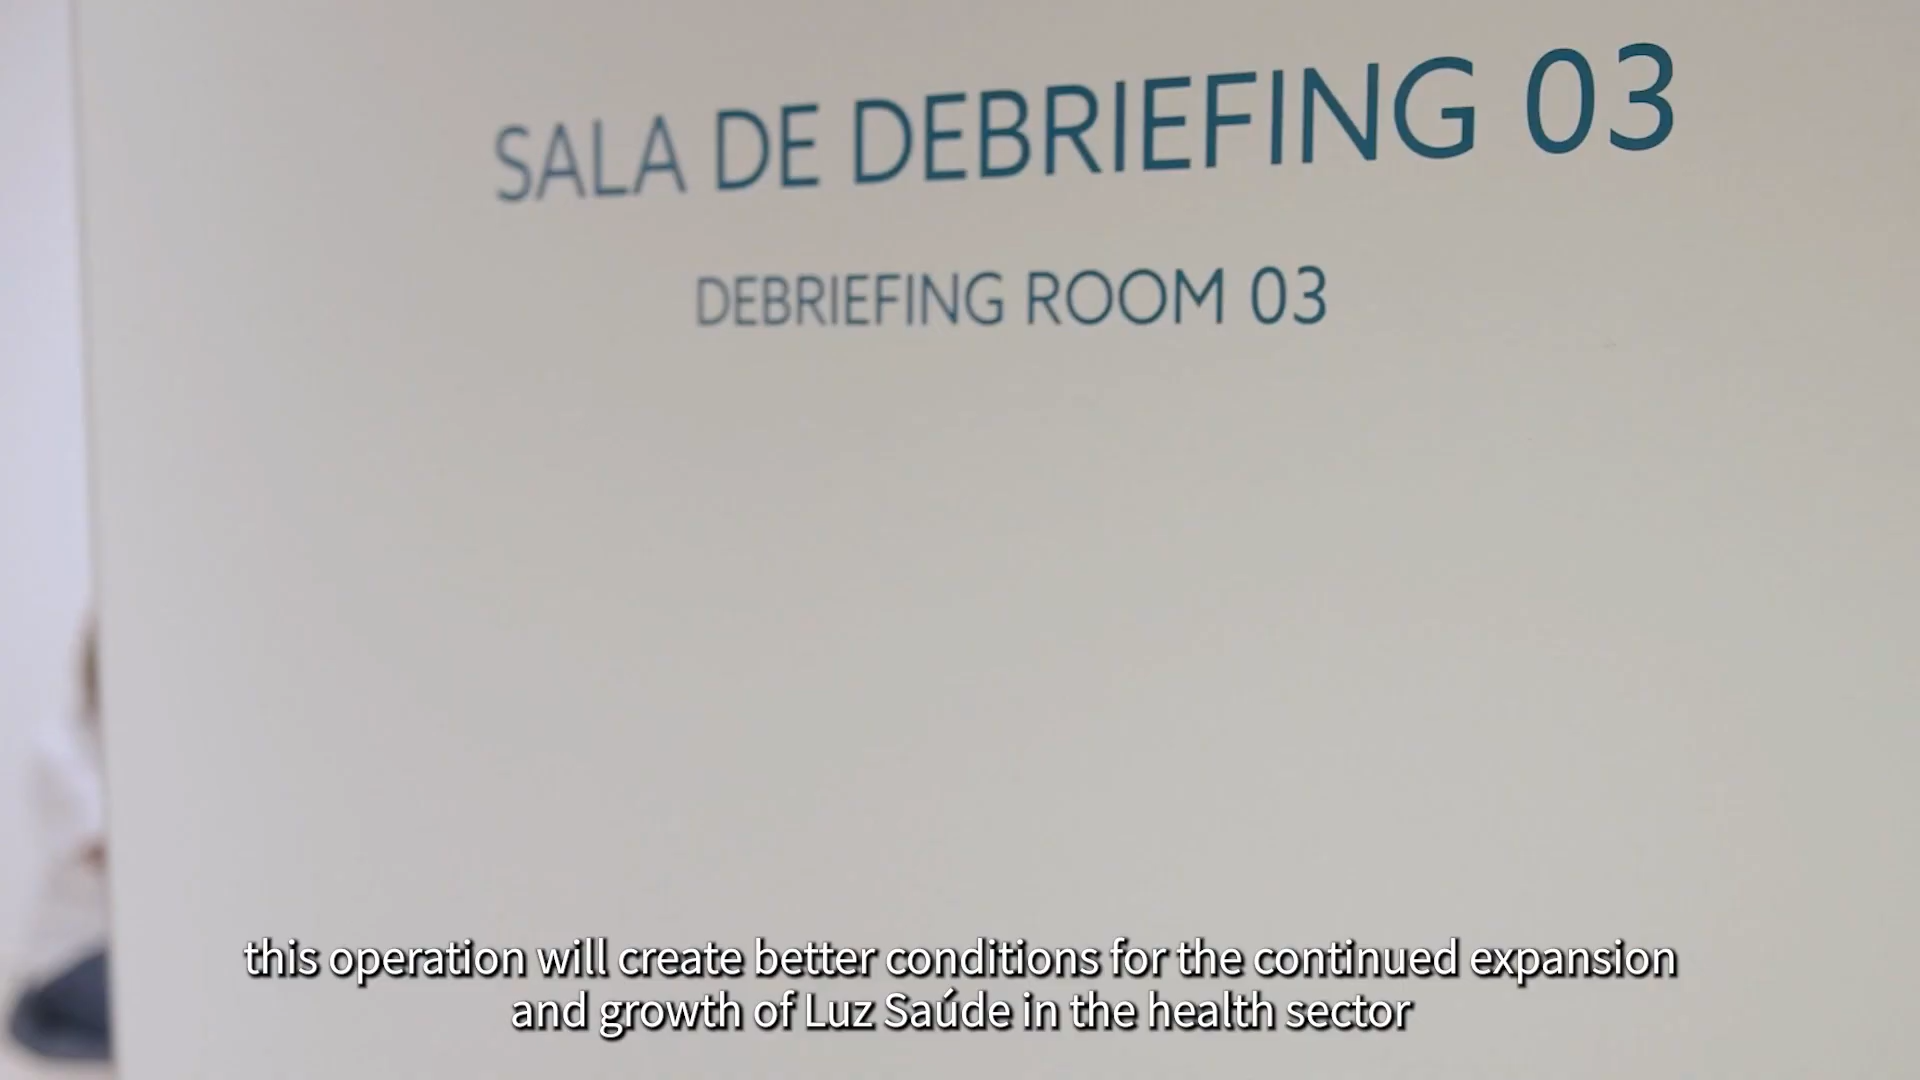 SALA DE DEBRIEFING 03
DEBRIEFING ROOM 03
this operation will create better conditions for the continued expansion
and growth of Luz Saúde in the health sector